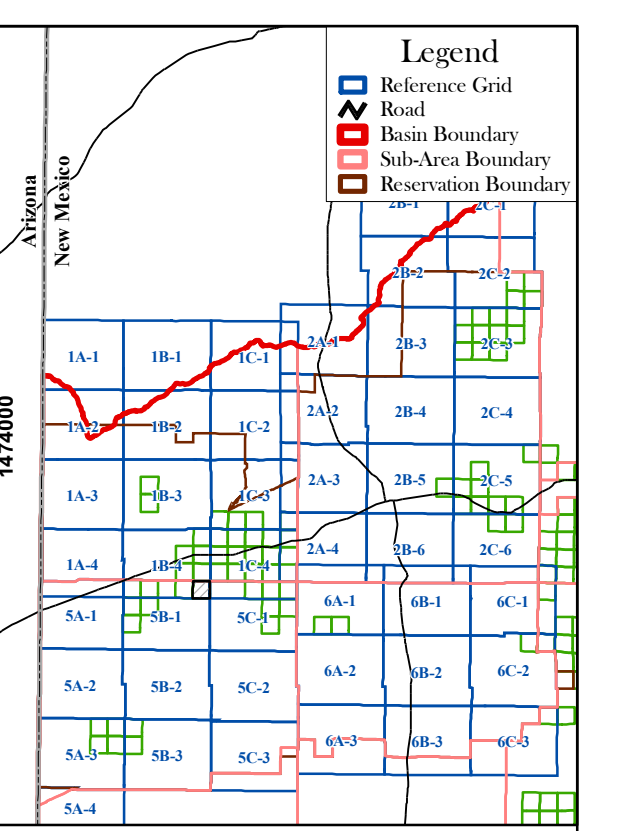 Legend
Reference Grid
Road
Basin Boundary
Sub-Area Boundary
Reservation Boundary
Arizona
New Mexico
1474000
2B-1 2C-1
2B-2 2C-2
2A-1 2B-3 2C-3
1A-1 1B-1 1C-1
2A-2 2B-4 2C-4
1A-2 1B-2 1C-2
2A-3 2B-5 2C-5
1A-3 1B-3 1C-3
2A-4 2B-6 2C-6
1A-4 1B-4 1C-4
6A-1 6B-1 6C-1
5A-1 5B-1 5C-1
6A-2 6B-2 6C-2
5A-2 5B-2 5C-2
6A-3 6B-3 6C-3
5A-3 5B-3 5C-3
5A-4